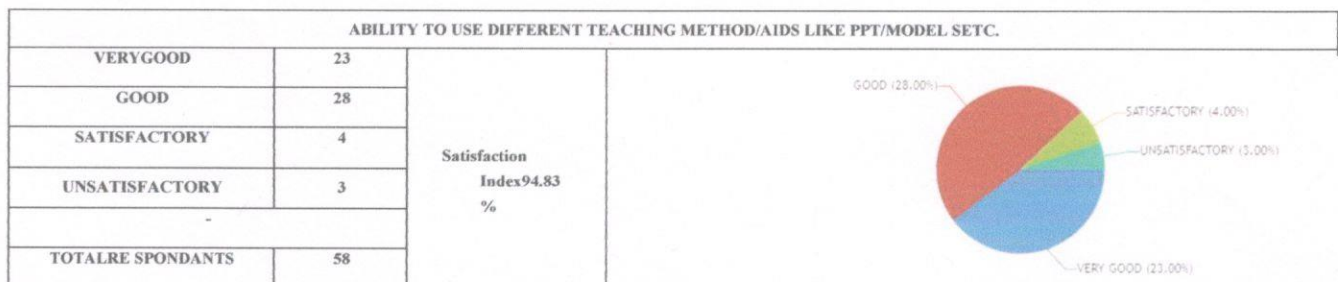 ABILITY TO USE DIFFERENT TEACHING METHOD/AIDS LIKE PPT/MODEL SETC.
VERYGOOD 23
GOOD 28
SATISFACTORY 4
UNSATISFACTORY 3
-
TOTALRE SPONDANTS 58
Satisfaction
Index94.83
%
GOOD (28.00%)
SATISFACTORY (4.00%)
UNSATISFACTORY (3.00%)
VERY GOOD (23.00%)